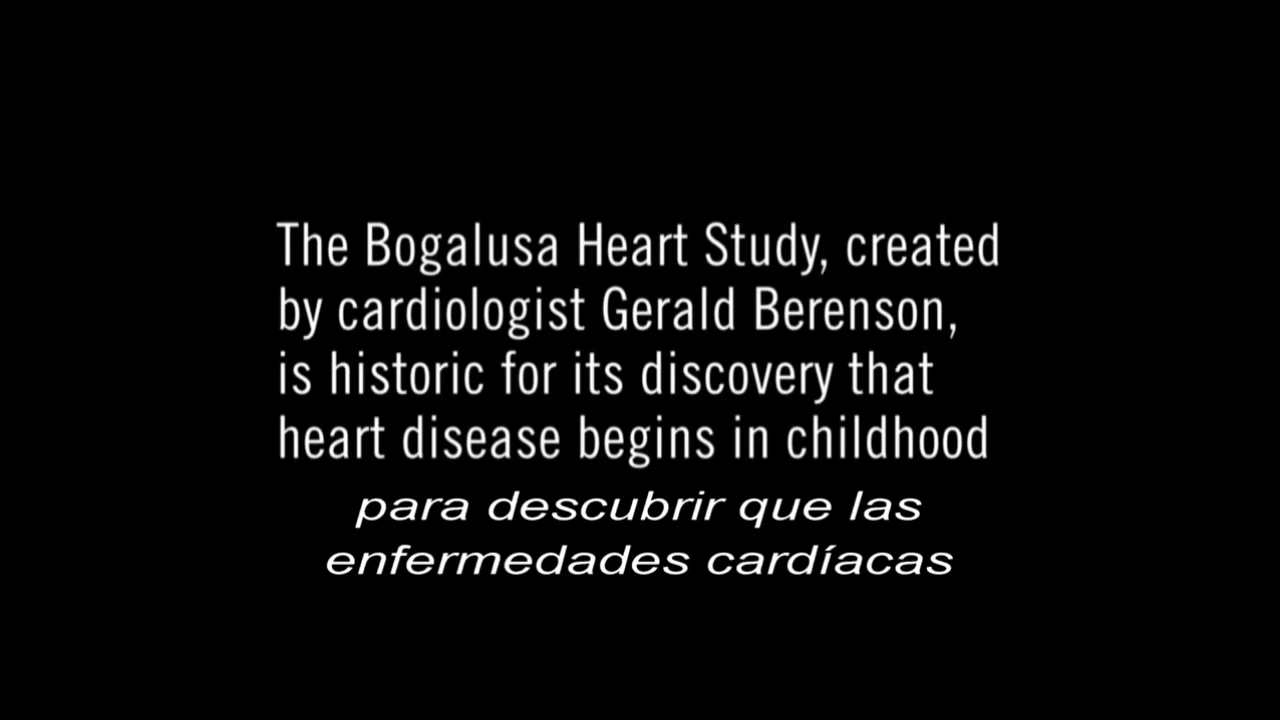 The Bogalusa Heart Study, created
by cardiologist Gerald Berenson,
is historic for its discovery that
heart disease begins in childhood
para descubrir que las
enfermedades cardíacas